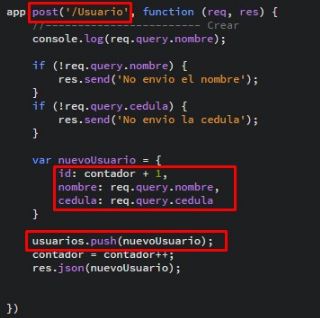 app post('/Usuario', function (req, res) {
//-------------------------- Crear
console.log(req.query.nombre);
if (!req.query.nombre) {
res.send('No envio el nombre');
}
if (!req.query.cedula) {
res.send('No envio la cedula');
}
var nuevoUsuario = {
id: contador + 1,
nombre: req.query.nombre,
cedula: req.query.cedula
}
usuarios.push(nuevoUsuario);
contador = contador++;
res.json(nuevoUsuario);
})